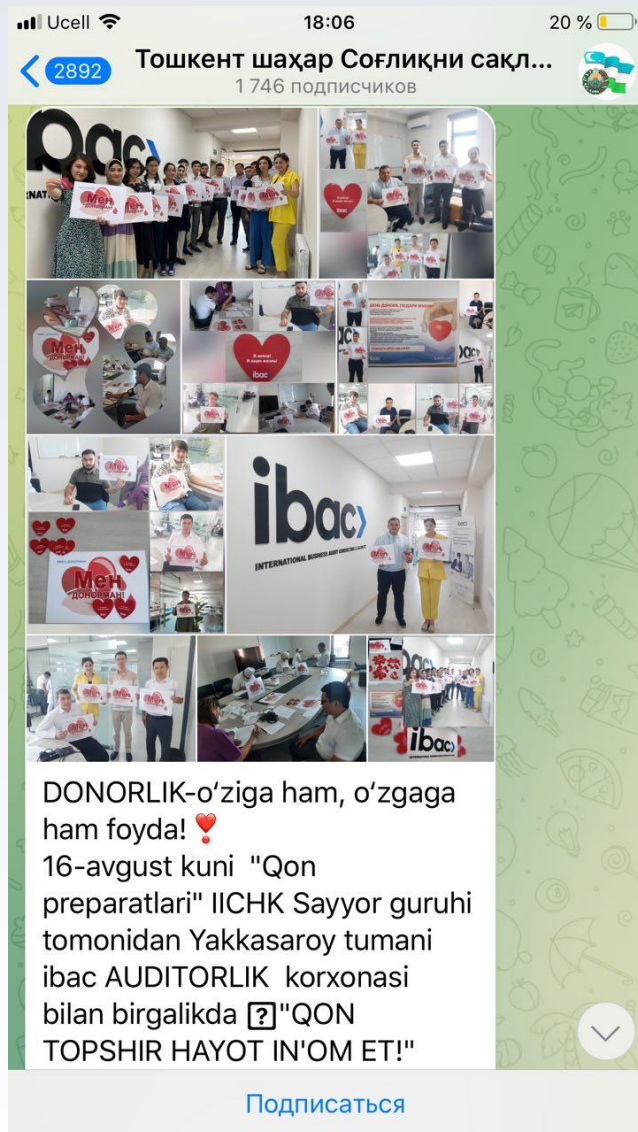 Ucell 18:06 20 %
2892 Тошкент шаҳар Соғлиқни сақл...
1 746 подписчиков
ibac
Мен
ДОНОРМАН!
ibac
INTERNATIONAL BUSINESS AUDIT CONSULTING & SECURITY
Мен
ДОНОРМАН!
ibac
DONORLIK-o‘ziga ham, o‘zgaga
ham foyda! ❣️
16-avgust kuni "Qon
preparatlari" IICHK Sayyor guruhi
tomonidan Yakkasaroy tumani
ibac AUDITORLIK korxonasi
bilan birgalikda "QON
TOPSHIR HAYOT IN'OM ET!"
Подписаться